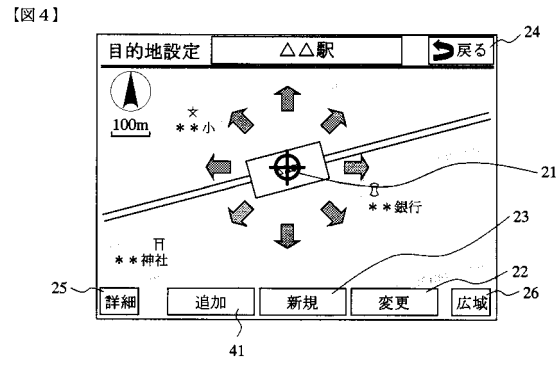 【図４】
24
目的地設定 △△駅 戻る
100m
＊＊小
21
＊＊銀行
23
＊＊神社
22
25
詳細 追加 新規 変更 広域
26
41